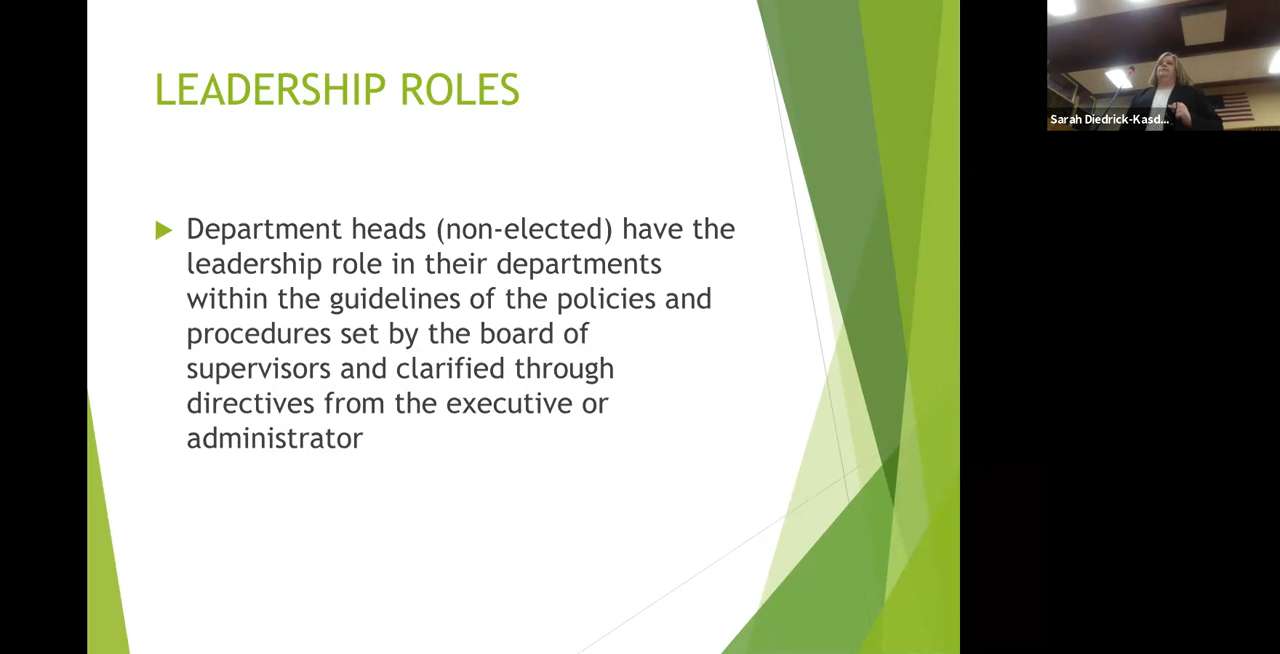 LEADERSHIP ROLES
Department heads (non-elected) have the
leadership role in their departments
within the guidelines of the policies and
procedures set by the board of
supervisors and clarified through
directives from the executive or
administrator
Sarah Diedrick-Kasd...